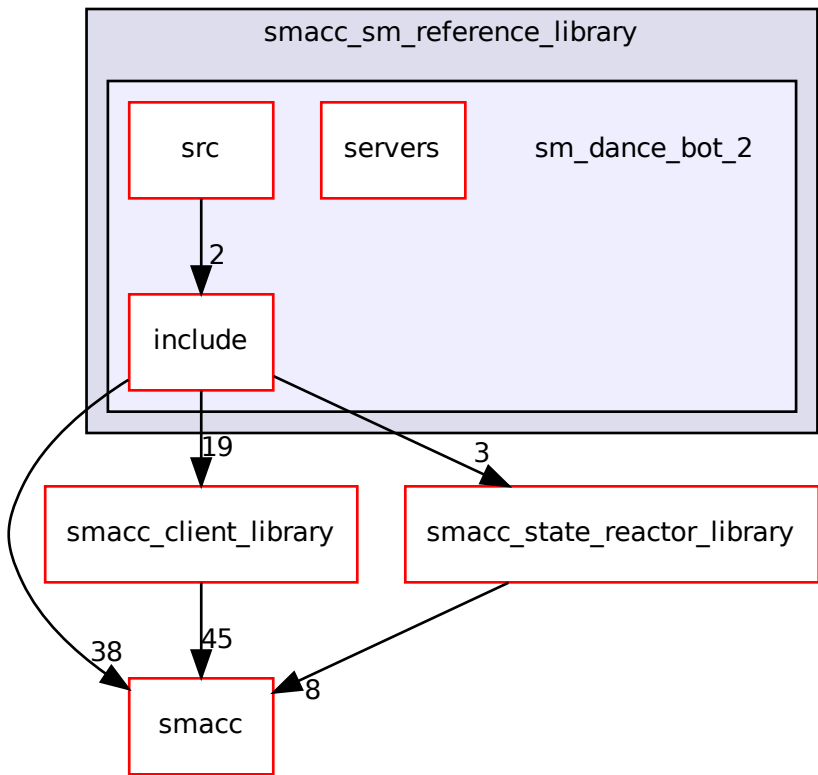 smacc_sm_reference_library
src
servers
sm_dance_bot_2
2
include
19
3
smacc_client_library
smacc_state_reactor_library
38
45
8
smacc